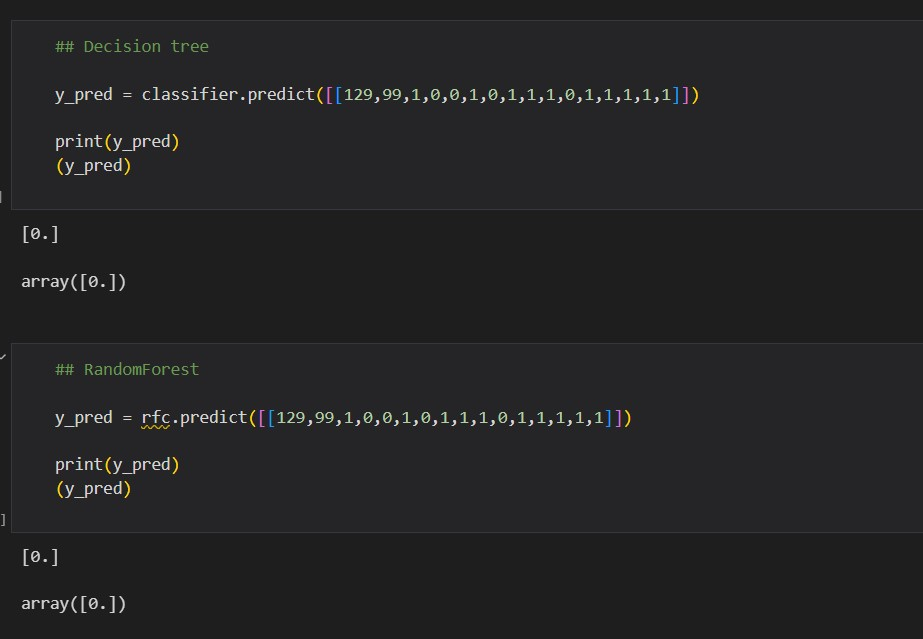 ## Decision tree
y_pred = classifier.predict([[129,99,1,0,0,1,0,1,1,1,0,1,1,1,1,1]])
print(y_pred)
(y_pred)
[0.]
array([0.])
## RandomForest
y_pred = rfc.predict([[129,99,1,0,0,1,0,1,1,1,0,1,1,1,1,1]])
print(y_pred)
(y_pred)
]
[0.]
array([0.])